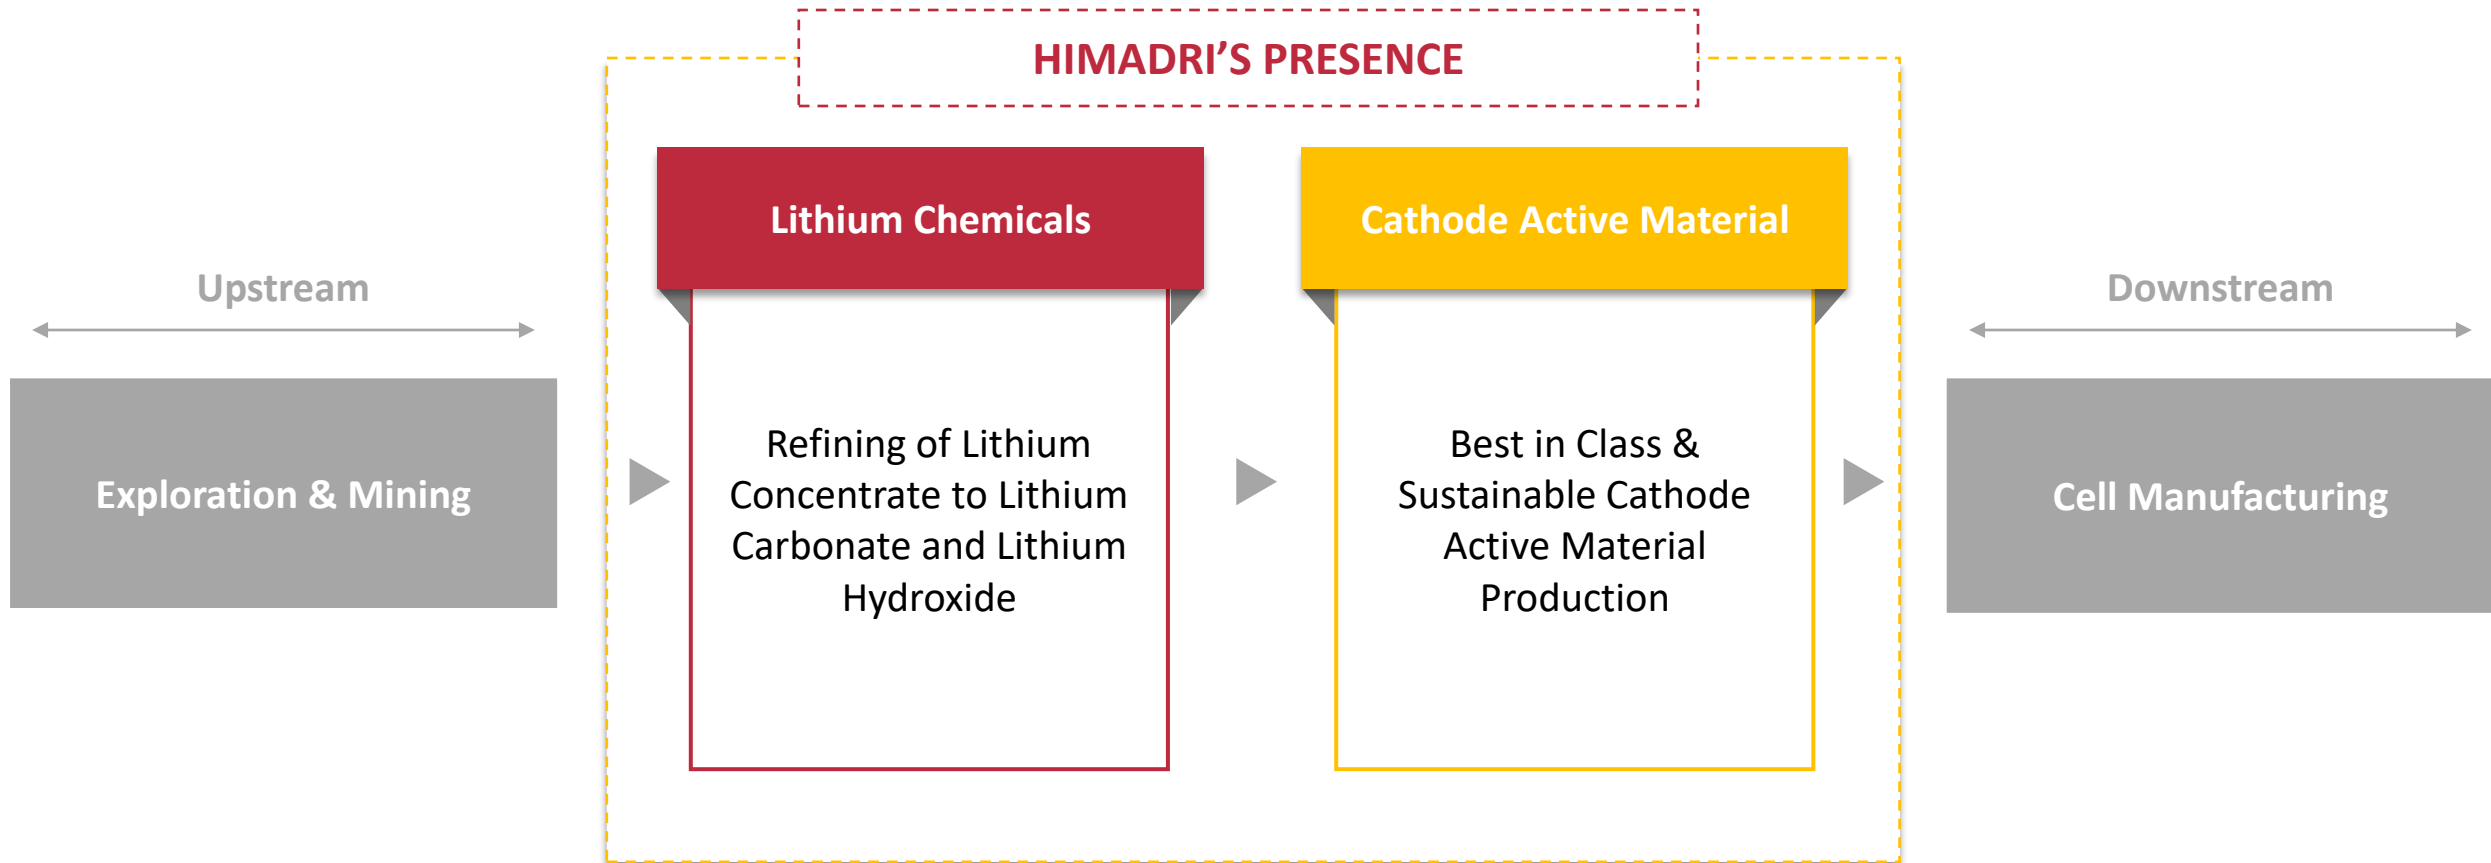 HIMADRI’S PRESENCE
Upstream
Exploration & Mining
Lithium Chemicals
Refining of Lithium
Concentrate to Lithium
Carbonate and Lithium
Hydroxide
Cathode Active Material
Best in Class &
Sustainable Cathode
Active Material
Production
Downstream
Cell Manufacturing